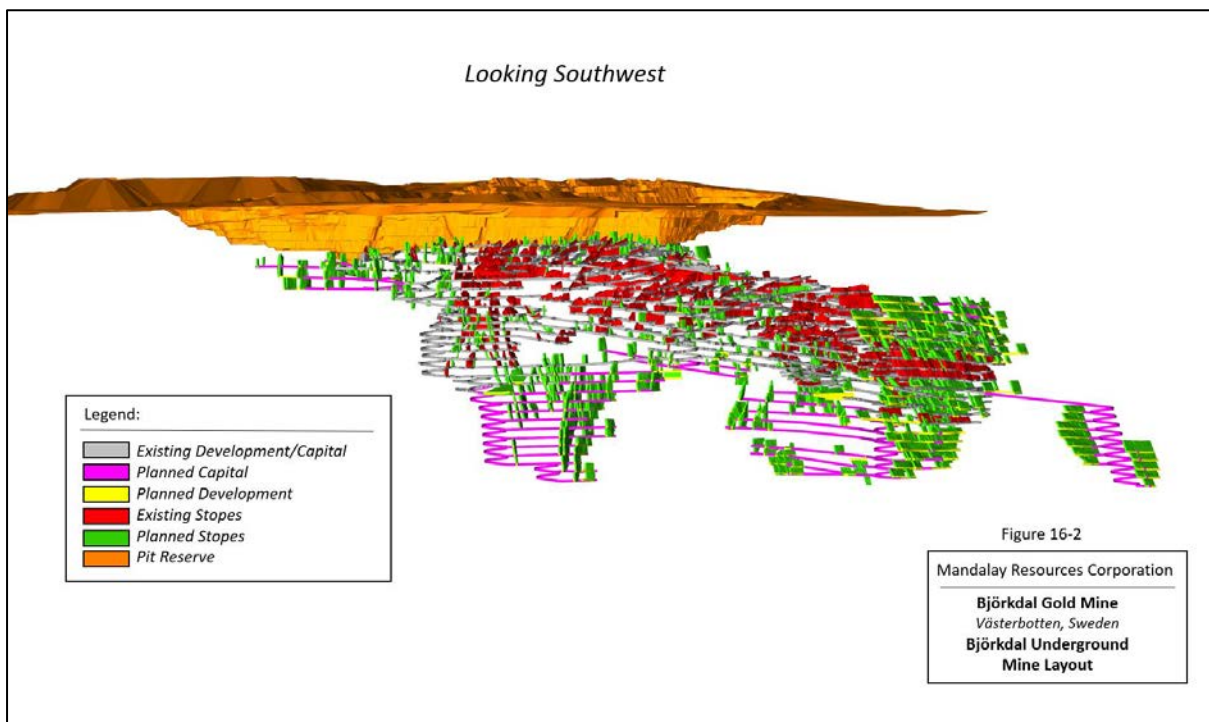 Looking Southwest
Legend:
Existing Development/Capital
Planned Capital
Planned Development
Existing Stopes
Planned Stopes
Pit Reserve
Figure 16-2
Mandalay Resources Corporation
Björkdal Gold Mine
Västerbotten, Sweden
Björkdal Underground
Mine Layout